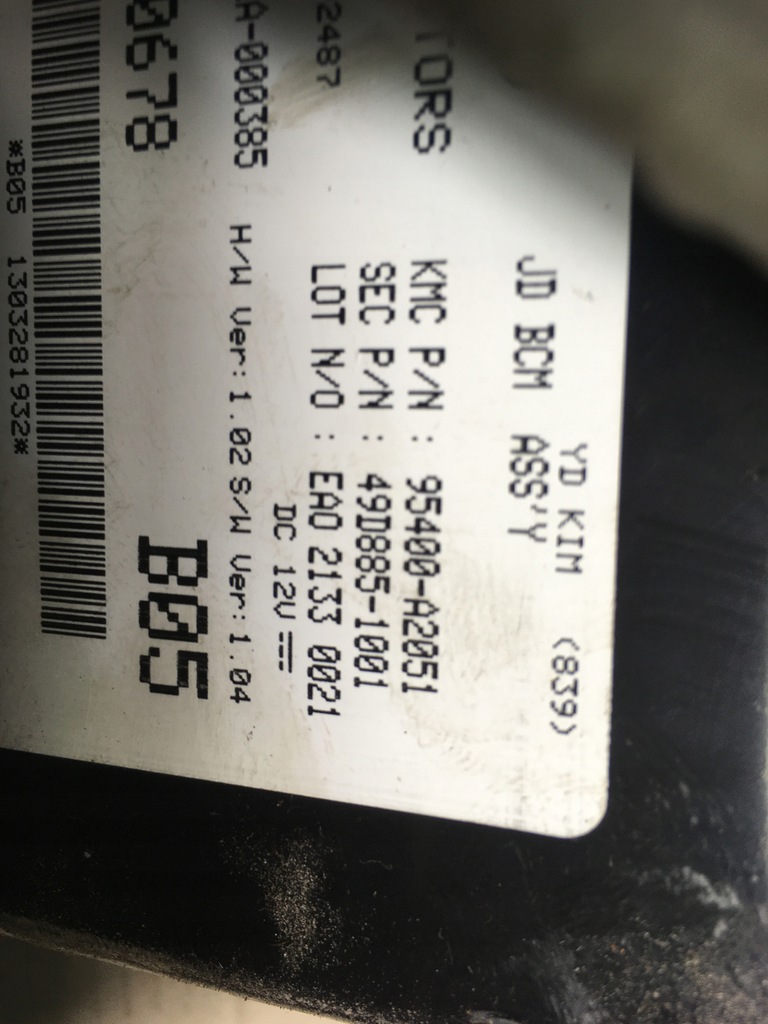 YD KIM (839)
JD BCM ASS'Y
TORS
KMC P/N : 95400-A2051
SEC P/N : 49D885-1001
2487
LOT N/O : EAO 2133 0021
DC 12V
A-000385 H/W Ver:1.02 S/W Ver:1.04
0678 B05
*B05 1303281932*